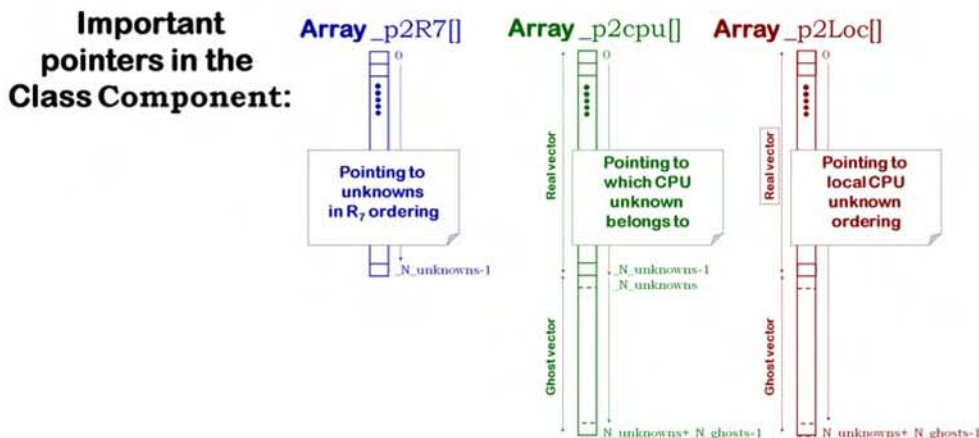 Important
pointers in the
Class Component:
Array _p2R7[]
0
Pointing to
unknowns
in R7 ordering
_N_unknowns-1
Array _p2cpu[]
0
Real vector
Pointing to
which CPU
unknown
belongs to
_N_unknowns-1
_N_unknowns
Ghost vector
N_unknowns+_N_ghosts-1
Array _p2Loc[]
0
Real vector
Pointing to
local CPU
unknown
ordering
Ghost vector
N_unknowns+_N_ghosts-1